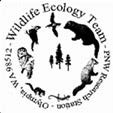 Wildlife Ecology Team - PNW Research Station - Olympia, WA 98512 -